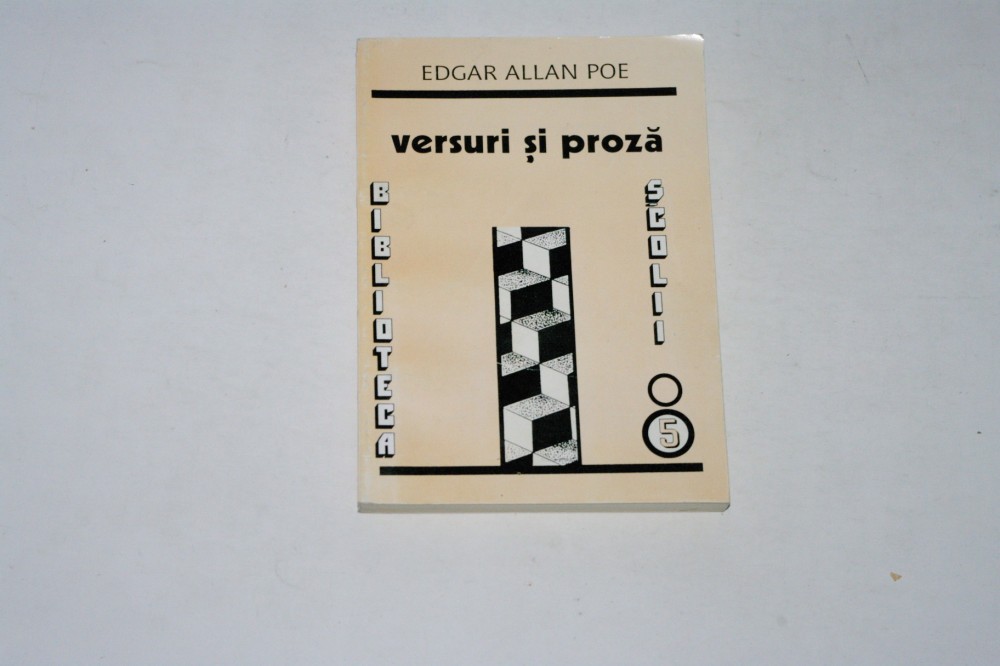 EDGAR ALLAN POE
versuri și proză
BIBLIOTECA
ȘCOLII
5